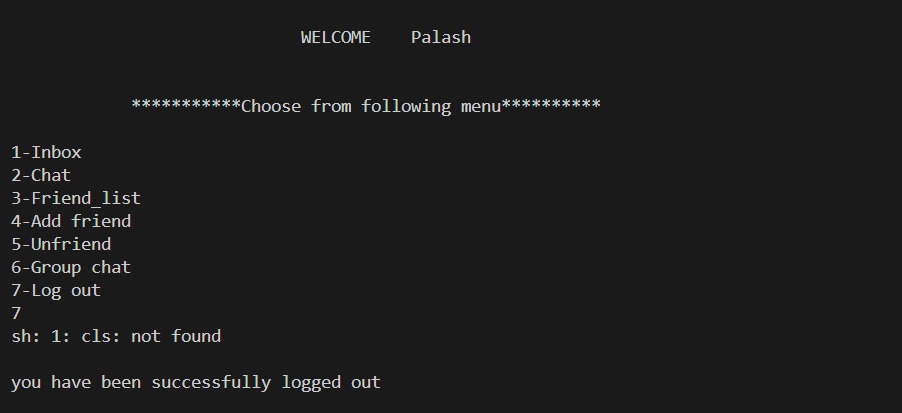 WELCOME    Palash
***********Choose from following menu**********
1-Inbox
2-Chat
3-Friend_list
4-Add friend
5-Unfriend
6-Group chat
7-Log out
7
sh: 1: cls: not found
you have been successfully logged out